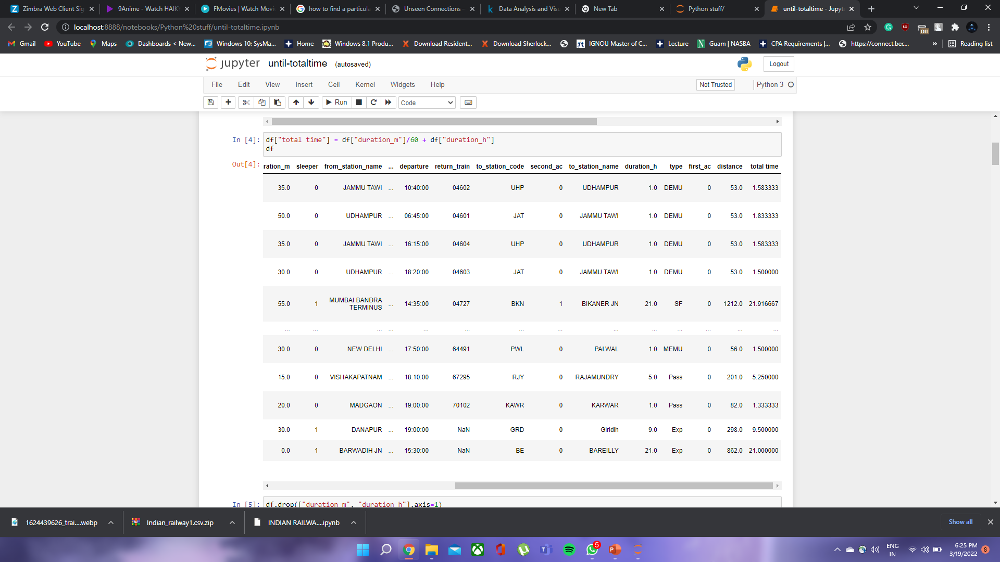 Zimbra Web Client Sig
9Anime - Watch HAIKY
FMovies | Watch Movi
how to find a particula
Unseen Connections -
Data Analysis and Visu
New Tab
Python stuff/
until-totaltime - Jupyt
localhost:8888/notebooks/Python%20stuff/until-totaltime.ipynb
Off
Gmail YouTube Maps Dashboards < New... Windows 10: SysMa... Home Windows 8.1 Produ... Download Resident... Download Sherlock... IGNOU Master of C... Lecture Guam | NASBA CPA Requirements |... https://connect.bec... » Reading list
jupyter until-totaltime (autosaved) Logout
File Edit View Insert Cell Kernel Widgets Help Not Trusted Python 3
Run Code
In [4]: df["total time"] = df["duration_m"]/60 + df["duration_h"]
df
Out[4]: ration_m sleeper from_station_name ... departure return_train to_station_code second_ac to_station_name duration_h type first_ac distance total time
35.0 0 JAMMU TAWI ... 10:40:00 04602 UHP 0 UDHAMPUR 1.0 DEMU 0 53.0 1.583333
50.0 0 UDHAMPUR ... 06:45:00 04601 JAT 0 JAMMU TAWI 1.0 DEMU 0 53.0 1.833333
35.0 0 JAMMU TAWI ... 16:15:00 04604 UHP 0 UDHAMPUR 1.0 DEMU 0 53.0 1.583333
30.0 0 UDHAMPUR ... 18:20:00 04603 JAT 0 JAMMU TAWI 1.0 DEMU 0 53.0 1.500000
55.0 1 MUMBAI BANDRA TERMINUS ... 14:35:00 04727 BKN 1 BIKANER JN 21.0 SF 0 1212.0 21.916667
... ... ... ... ... ... ... ... ... ... ... ... ... ...
30.0 0 NEW DELHI ... 17:50:00 64491 PWL 0 PALWAL 1.0 MEMU 0 56.0 1.500000
15.0 0 VISHAKAPATNAM ... 18:10:00 67295 RJY 0 RAJAMUNDRY 5.0 Pass 0 201.0 5.250000
20.0 0 MADGAON ... 19:00:00 70102 KAWR 0 KARWAR 1.0 Pass 0 82.0 1.333333
30.0 1 DANAPUR ... 19:00:00 NaN GRD 0 Giridih 9.0 Exp 0 298.0 9.500000
0.0 1 BARWADIH JN ... 15:30:00 NaN BE 0 BAREILLY 21.0 Exp 0 862.0 21.000000
In [5]: df.drop(["duration_m", "duration_h"],axis=1)
1624439626_trai....webp Indian_railway1.csv.zip INDIAN RAILWA....ipynb Show all
5
ENG
IN
6:25 PM
3/19/2022
8